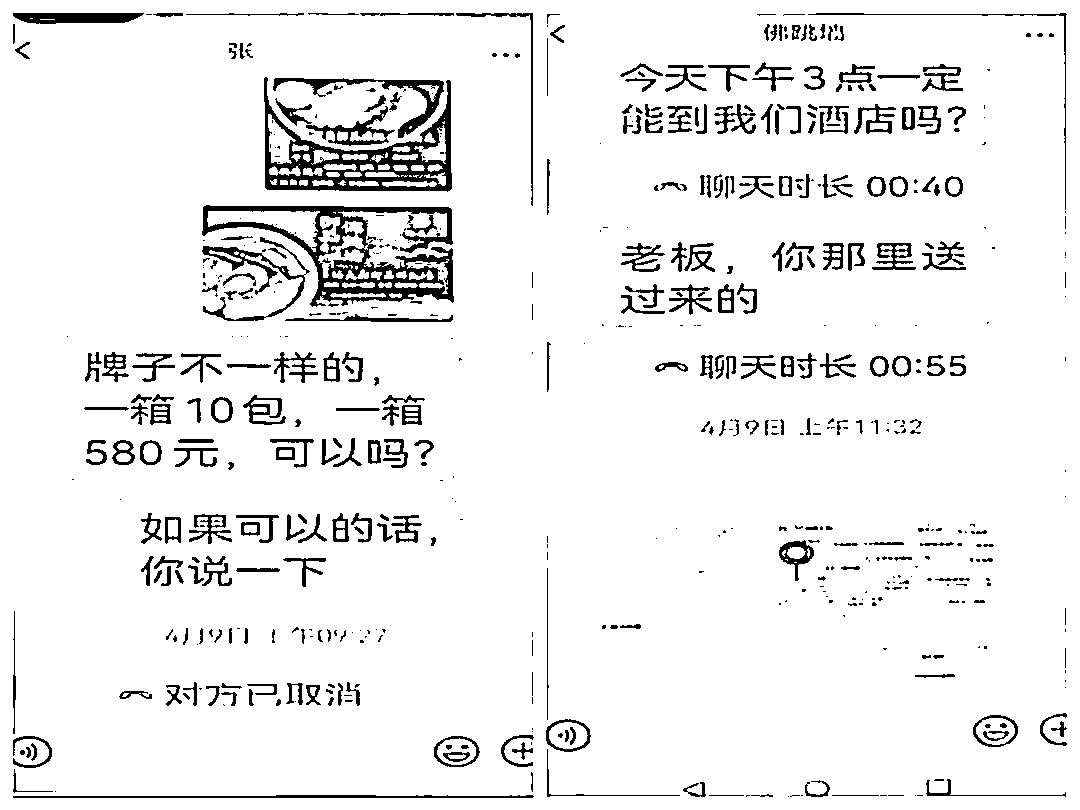 张
牌子不一样的，
一箱10包，一箱
580元，可以吗?
如果可以的话，
你说一下
4月9日 上午09:27
对方已取消
佛跳墙
今天下午3点一定
能到我们酒店吗?
聊天时长 00:40
老板，你那里送
过来的
聊天时长 00:55
4月9日 上午11:32